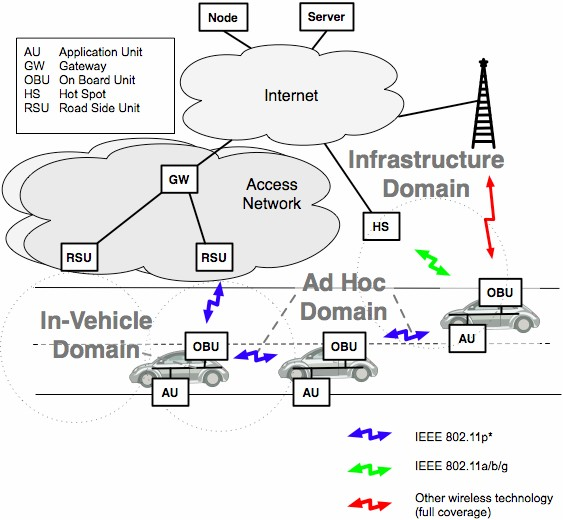 Node
Server
AU Application Unit
GW Gateway
OBU On Board Unit
HS Hot Spot
RSU Road Side Unit
Internet
Infrastructure
Domain
GW
Access
Network
HS
RSU
RSU
OBU
Ad Hoc
Domain
In-Vehicle
Domain
AU
OBU
OBU
AU
AU
IEEE 802.11p*
IEEE 802.11a/b/g
Other wireless technology
(full coverage)